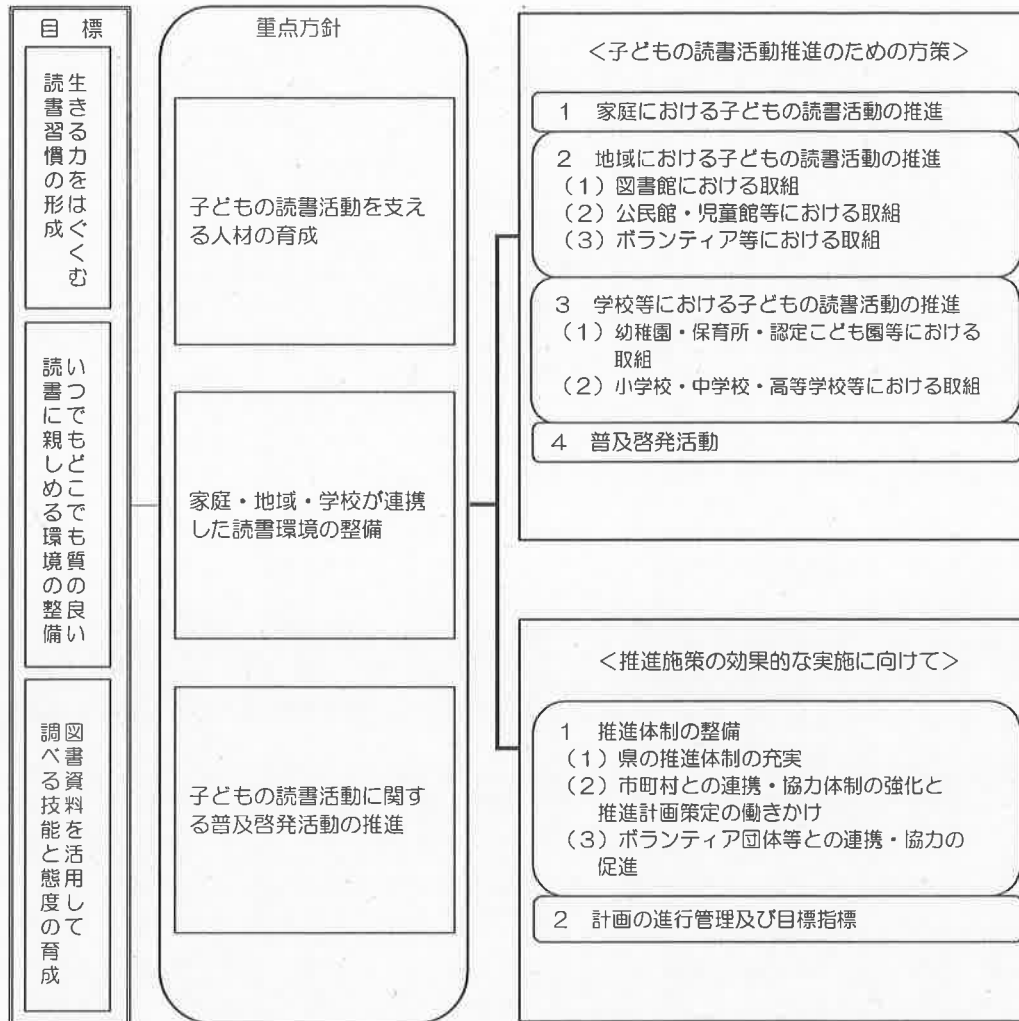 目標
生きる力をはぐくむ
読書習慣の形成
いつでもどこでも質の良い
読書に親しめる環境の整備
図書資料を活用して
調べる技能と態度の育成
重点方針
子どもの読書活動を支え
る人材の育成
家庭・地域・学校が連携
した読書環境の整備
子どもの読書活動に関す
る普及啓発活動の推進
＜子どもの読書活動推進のための方策＞
1 家庭における子どもの読書活動の推進
2 地域における子どもの読書活動の推進
（1）図書館における取組
（2）公民館・児童館等における取組
（3）ボランティア等における取組
3 学校等における子どもの読書活動の推進
（1）幼稚園・保育所・認定こども園等における
取組
（2）小学校・中学校・高等学校等における取組
4 普及啓発活動
＜推進施策の効果的な実施に向けて＞
1 推進体制の整備
（1）県の推進体制の充実
（2）市町村との連携・協力体制の強化と
推進計画策定の働きかけ
（3）ボランティア団体等との連携・協力の
促進
2 計画の進行管理及び目標指標